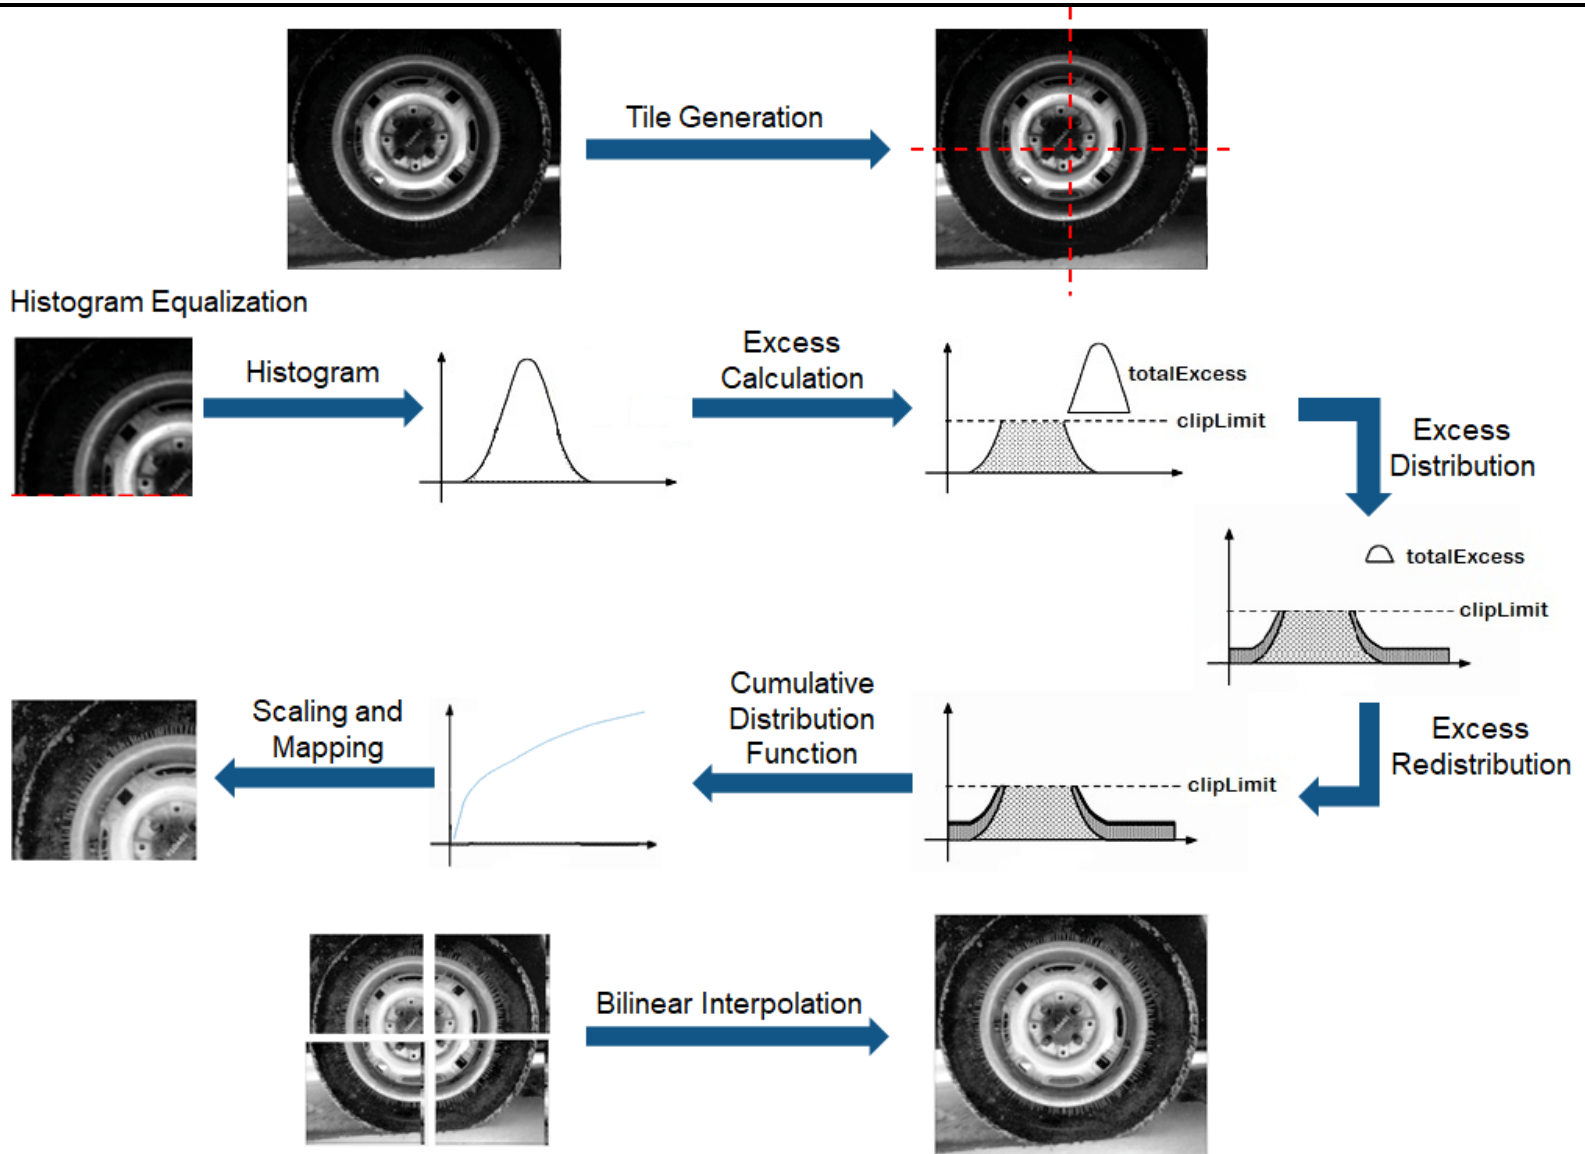 Tile Generation
Histogram Equalization
Histogram
Excess
Calculation
totalExcess
clipLimit
Excess
Distribution
totalExcess
clipLimit
Excess
Redistribution
clipLimit
Cumulative
Distribution
Function
Scaling and
Mapping
Bilinear Interpolation